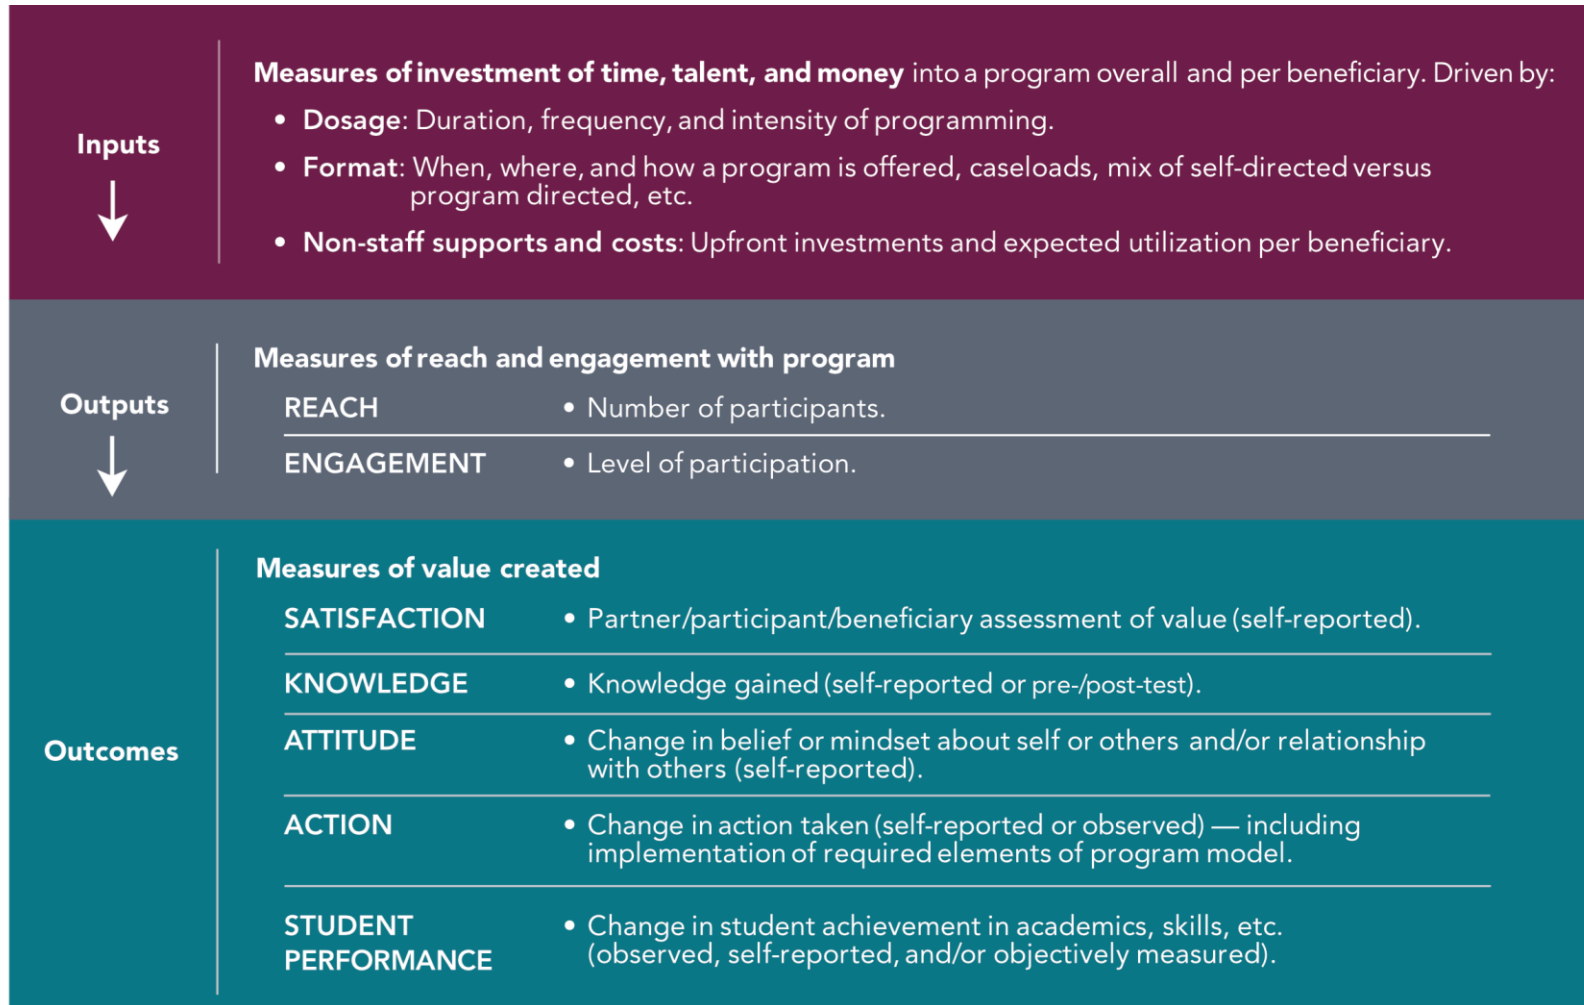 Inputs
Measures of investment of time, talent, and money into a program overall and per beneficiary. Driven by:
• Dosage: Duration, frequency, and intensity of programming.
• Format: When, where, and how a program is offered, caseloads, mix of self-directed versus
program directed, etc.
• Non-staff supports and costs: Upfront investments and expected utilization per beneficiary.
Outputs
Measures of reach and engagement with program
REACH • Number of participants.
ENGAGEMENT • Level of participation.
Outcomes
Measures of value created
SATISFACTION • Partner/participant/beneficiary assessment of value (self-reported).
KNOWLEDGE • Knowledge gained (self-reported or pre-/post-test).
ATTITUDE • Change in belief or mindset about self or others and/or relationship
with others (self-reported).
ACTION • Change in action taken (self-reported or observed) — including
implementation of required elements of program model.
STUDENT • Change in student achievement in academics, skills, etc.
PERFORMANCE (observed, self-reported, and/or objectively measured).